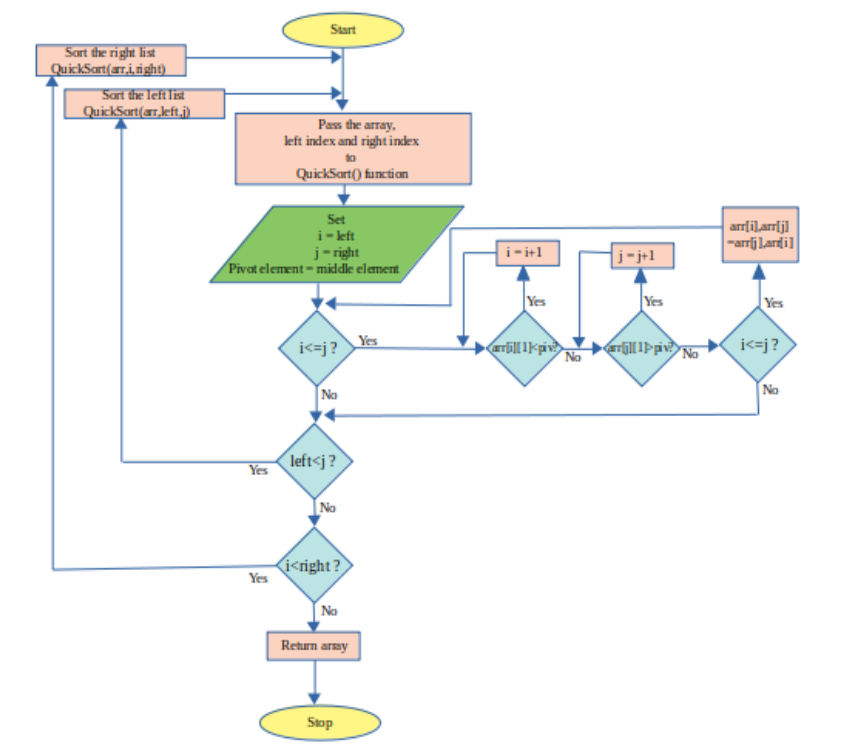 Start
Sort the right list
QuickSort(arr,i,right)
Sort the left list
QuickSort(arr,left,j)
Pass the array,
left index and right index
to
QuickSort() function
Set
i = left
j = right
Pivot element = middle element
i = i+1
j = j+1
arr[i],arr[j]
=arr[j],arr[i]
Yes
Yes
Yes
i<=j ?
Yes
arr[i][1]<piv?
No
arr[j][1]>piv?
No
i<=j ?
No
No
left<j ?
Yes
No
i<right ?
Yes
No
Return array
Stop